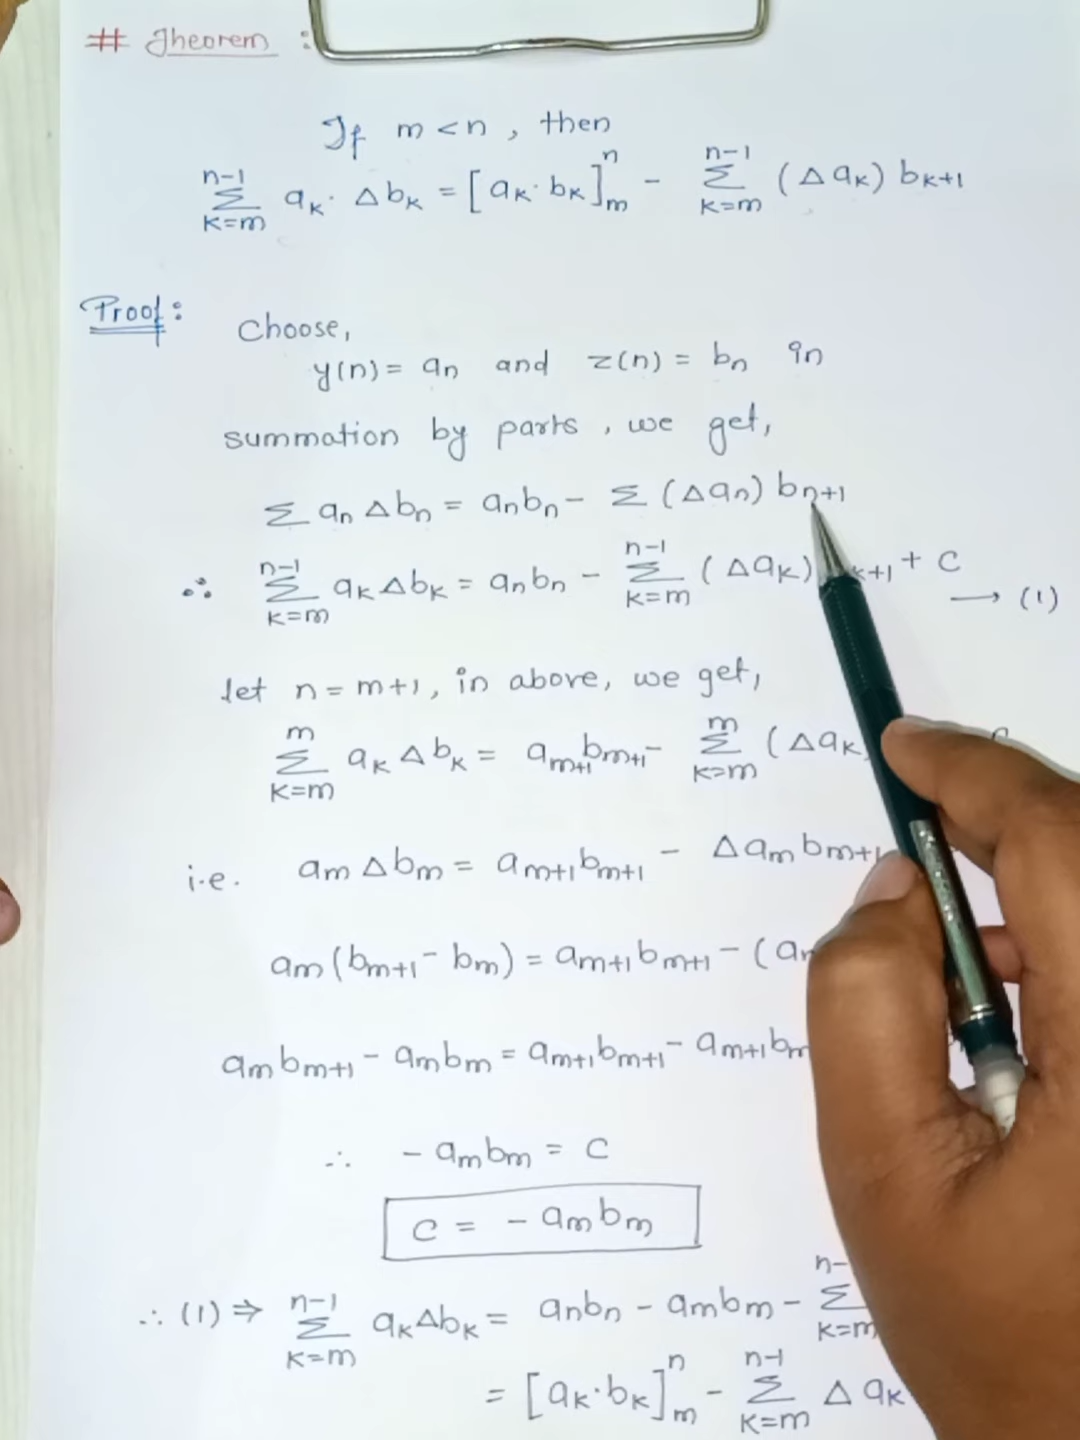 # Theorem :
If m < n , then
n-1 Σ k=m aₖ · Δbₖ = [aₖ · bₖ]ⁿₘ - n-1 Σ k=m (Δaₖ) bₖ₊₁
Proof :
Choose,
y(n) = aₙ and z(n) = bₙ in
summation by parts , we get,
Σ aₙ Δbₙ = aₙbₙ - Σ (Δaₙ) bₙ₊₁
∴ n-1 Σ k=m aₖ Δbₖ = aₙbₙ - n-1 Σ k=m (Δaₖ) k+1 + C → (1)
let n = m+1 , in above, we get,
m Σ k=m aₖ Δbₖ = aₘ₊₁bₘ₊₁ - m Σ k=m (Δaₖ
i.e. aₘ Δbₘ = aₘ₊₁bₘ₊₁ - Δaₘ bₘ₊₁
aₘ(bₘ₊₁ - bₘ) = aₘ₊₁bₘ₊₁ - (a
aₘbₘ₊₁ - aₘbₘ = aₘ₊₁bₘ₊₁ - aₘ₊₁b
∴ - aₘbₘ = C
C = - aₘbₘ
∴ (1) ⇒ n-1 Σ k=m aₖΔbₖ = aₙbₙ - aₘbₘ - Σ
= [aₖ·bₖ]ⁿₘ - n-1 Σ k=m Δaₖ